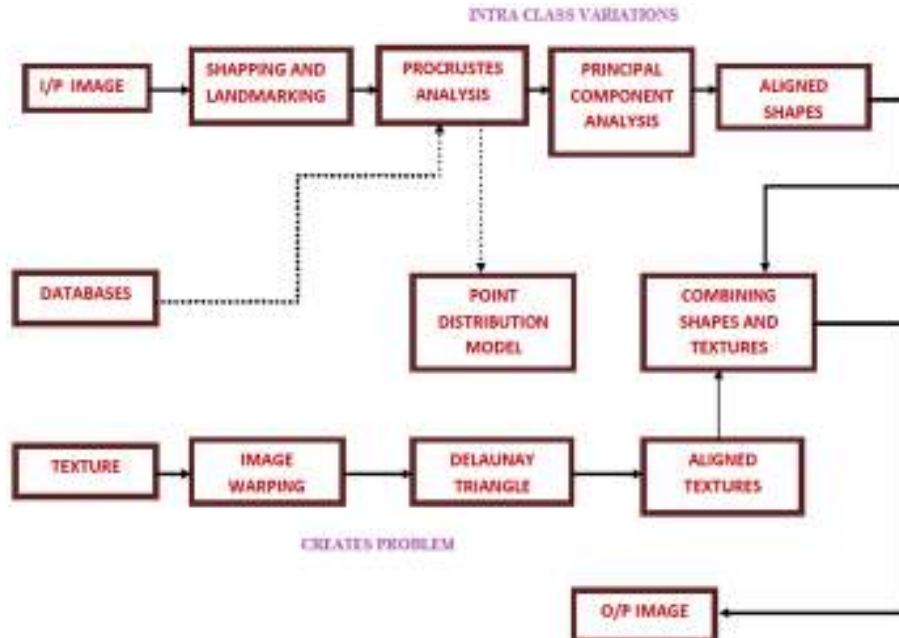 INTRA CLASS VARIATIONS
I/P IMAGE
SHAPPING AND
LANDMARKING
PROCRUSTES
ANALYSIS
PRINCIPAL
COMPONENT
ANALYSIS
ALIGNED
SHAPES
DATABASES
POINT
DISTRIBUTION
MODEL
COMBINING
SHAPES AND
TEXTURES
TEXTURE
IMAGE
WARPING
DELAUNAY
TRIANGLE
ALIGNED
TEXTURES
CREATES PROBLEM
O/P IMAGE